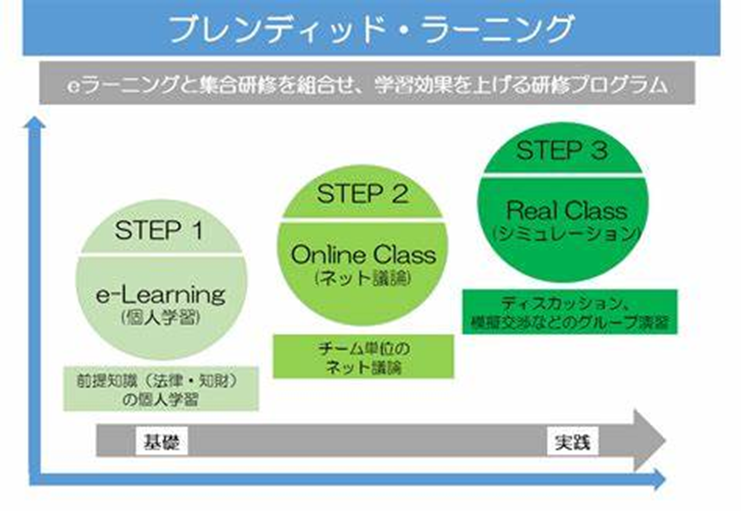 ブレンディッド・ラーニング
eラーニングと集合研修を組合せ、学習効果を上げる研修プログラム
STEP 1
e-Learning
(個人学習)
前提知識（法律・知財）
の個人学習
STEP 2
Online Class
(ネット議論)
チーム単位の
ネット議論
STEP 3
Real Class
(シミュレーション)
ディスカッション、
模擬交渉などのグループ演習
基礎
実践